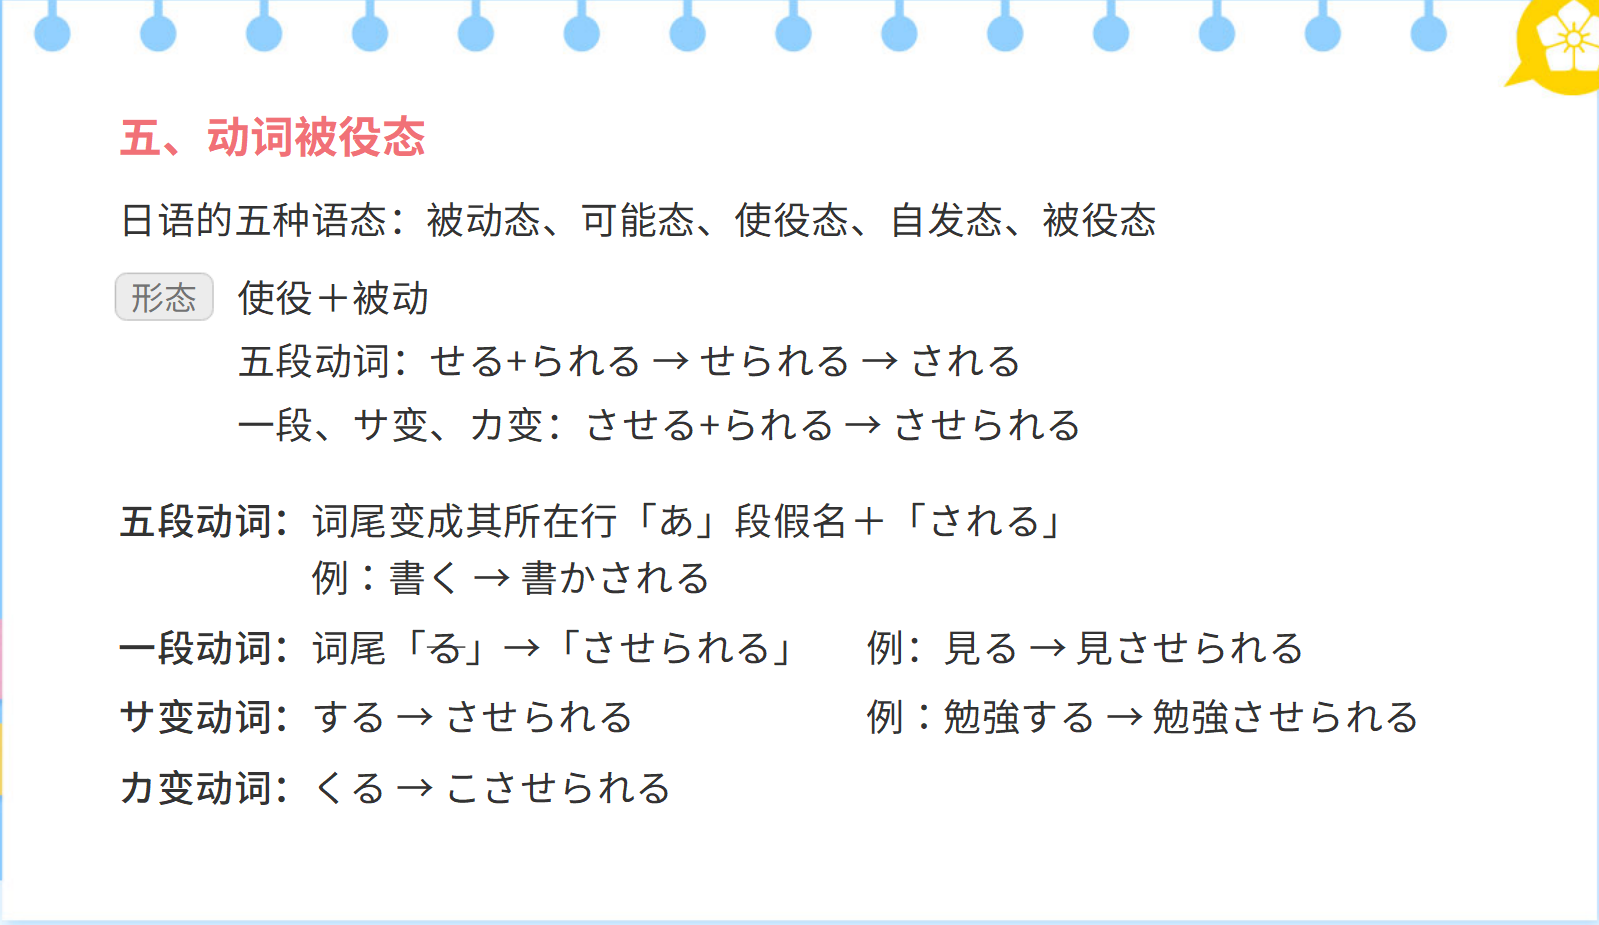 五、动词被役态
日语的五种语态：被动态、可能态、使役态、自发态、被役态
形态 使役＋被动
五段动词：せる+られる → せられる → される
一段、サ变、カ变：させる+られる → させられる
五段动词：词尾变成其所在行「あ」段假名＋「される」
例：書く → 書かされる
一段动词：词尾「る」→「させられる」 例：見る → 見させられる
サ变动词：する → させられる 例：勉強する → 勉強させられる
カ变动词：くる → こさせられる